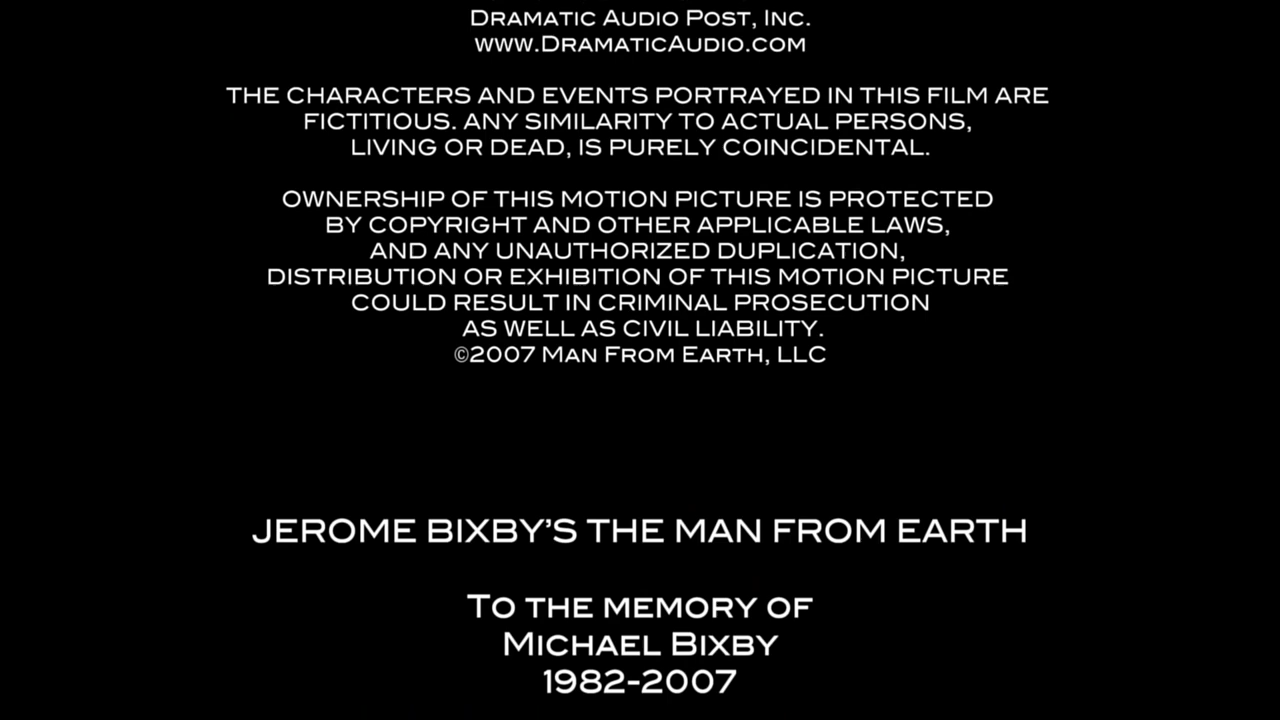 Dramatic Audio Post, Inc.
www.DramaticAudio.com
THE CHARACTERS AND EVENTS PORTRAYED IN THIS FILM ARE
FICTITIOUS. ANY SIMILARITY TO ACTUAL PERSONS,
LIVING OR DEAD, IS PURELY COINCIDENTAL.
OWNERSHIP OF THIS MOTION PICTURE IS PROTECTED
BY COPYRIGHT AND OTHER APPLICABLE LAWS,
AND ANY UNAUTHORIZED DUPLICATION,
DISTRIBUTION OR EXHIBITION OF THIS MOTION PICTURE
COULD RESULT IN CRIMINAL PROSECUTION
AS WELL AS CIVIL LIABILITY.
©2007 Man From Earth, LLC
JEROME BIXBY'S THE MAN FROM EARTH
To the memory of
Michael Bixby
1982-2007